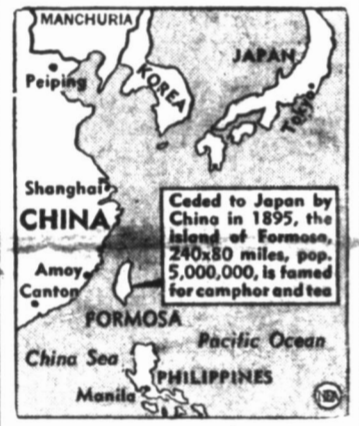 MANCHURIA
JAPAN
Peiping
KOREA
Tokyo
Shanghai
CHINA
Ceded to Japan by
China in 1895, the
island of Formosa,
240x80 miles, pop.
5,000,000, is famed
for camphor and tea
Amoy
Canton
FORMOSA
Pacific Ocean
China Sea
PHILIPPINES
Manila
NEA